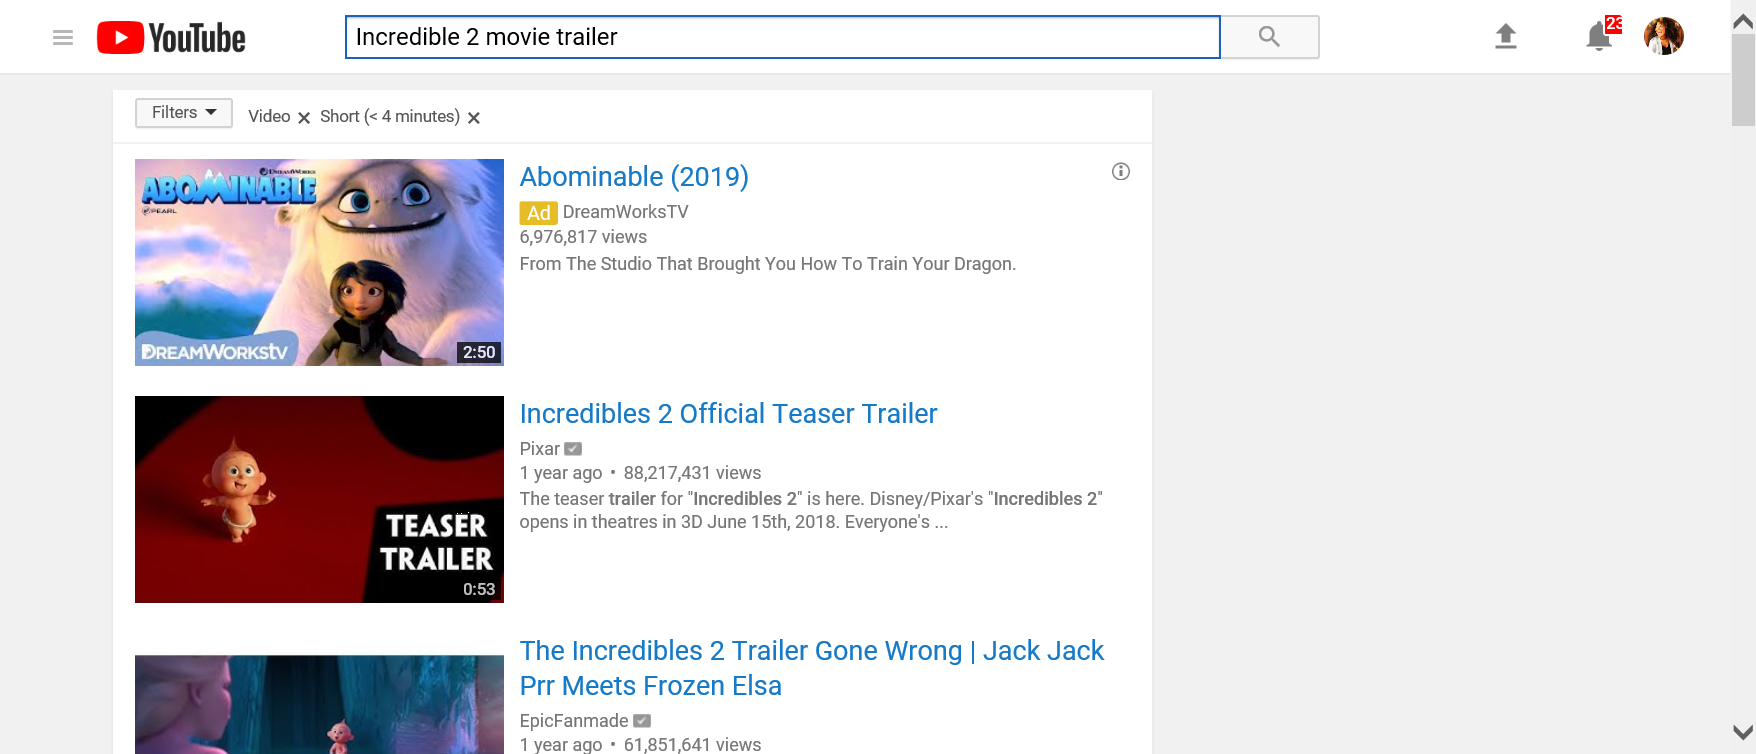 YouTube
Incredible 2 movie trailer
23
Filters
Video
Short (< 4 minutes)
DREAMWORKS
ABOMINABLE
PEARL
DREAMWORKSTV
2:50
Abominable (2019)
Ad DreamWorksTV
6,976,817 views
From The Studio That Brought You How To Train Your Dragon.
TEASER
TRAILER
0:53
Incredibles 2 Official Teaser Trailer
Pixar
1 year ago • 88,217,431 views
The teaser trailer for "Incredibles 2" is here. Disney/Pixar's "Incredibles 2"
opens in theatres in 3D June 15th, 2018. Everyone's ...
The Incredibles 2 Trailer Gone Wrong | Jack Jack
Prr Meets Frozen Elsa
EpicFanmade
1 year ago • 61,851,641 views